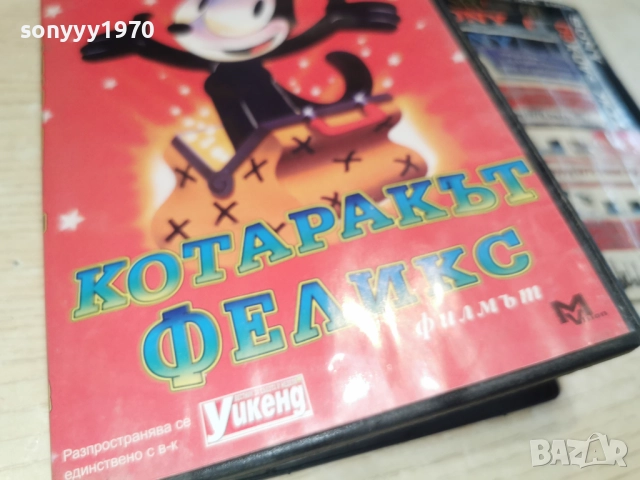 sonyyy1970
КОТАРАКЪТ
ФЕЛИКС
филмът
Уикенд
Разпространява се
единствено с в-к
BAZAR